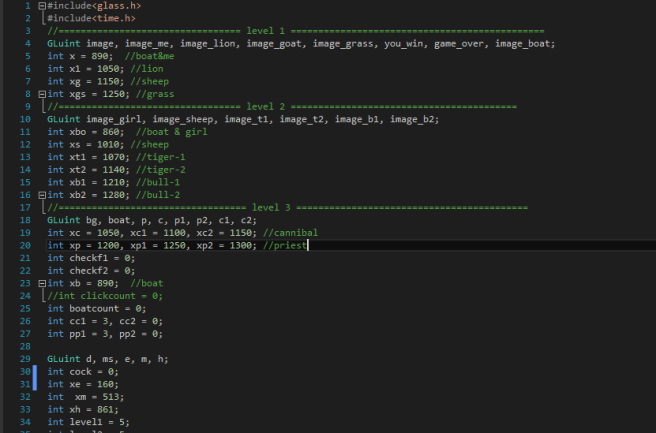 1 #include<glass.h>
2 #include<time.h>
3 //================================= level 1 ==============================================
4 GLuint image, image_me, image_lion, image_goat, image_grass, you_win, game_over, image_boat;
5 int x = 890;  //boat&me
6 int x1 = 1050; //lion
7 int xg = 1150; //sheep
8 int xgs = 1250; //grass
9 //================================= level 2 =========================================
10 GLuint image_girl, image_sheep, image_t1, image_t2, image_b1, image_b2;
11 int xbo = 860;  //boat & girl
12 int xs = 1010; //sheep
13 int xt1 = 1070; //tiger-1
14 int xt2 = 1140; //tiger-2
15 int xb1 = 1210; //bull-1
16 int xb2 = 1280; //bull-2
17 //================================== level 3 ==========================================
18 GLuint bg, boat, p, c, p1, p2, c1, c2;
19 int xc = 1050, xc1 = 1100, xc2 = 1150; //cannibal
20 int xp = 1200, xp1 = 1250, xp2 = 1300; //priest
21 int checkf1 = 0;
22 int checkf2 = 0;
23 int xb = 890;  //boat
24 //int clickcount = 0;
25 int boatcount = 0;
26 int cc1 = 3, cc2 = 0;
27 int pp1 = 3, pp2 = 0;
28
29 GLuint d, ms, e, m, h;
30 int cock = 0;
31 int xe = 160;
32 int  xm = 513;
33 int xh = 861;
34 int level1 = 5;